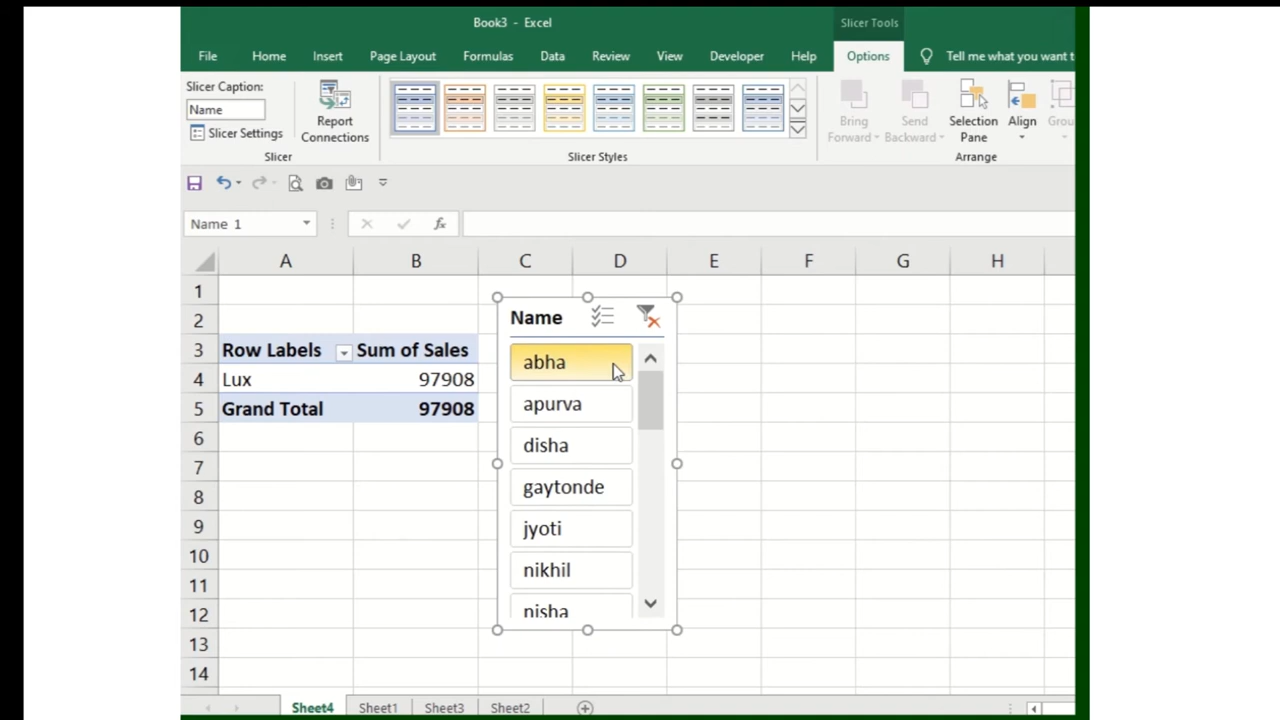 Book3 - Excel
Slicer Tools
File Home Insert Page Layout Formulas Data Review View Developer Help Options Tell me what you want t
Slicer Caption:
Name
Slicer Settings
Report
Connections
Bring
Forward
Send
Backward
Selection
Pane
Align
Grou
Slicer
Slicer Styles
Arrange
Name 1
fx
A B C D E F G H
1
2
3 Row Labels Sum of Sales
4 Lux 97908
5 Grand Total 97908
6
7
8
9
10
11
12
13
14
Name
abha
apurva
disha
gaytonde
jyoti
nikhil
nisha
Sheet4 Sheet1 Sheet3 Sheet2